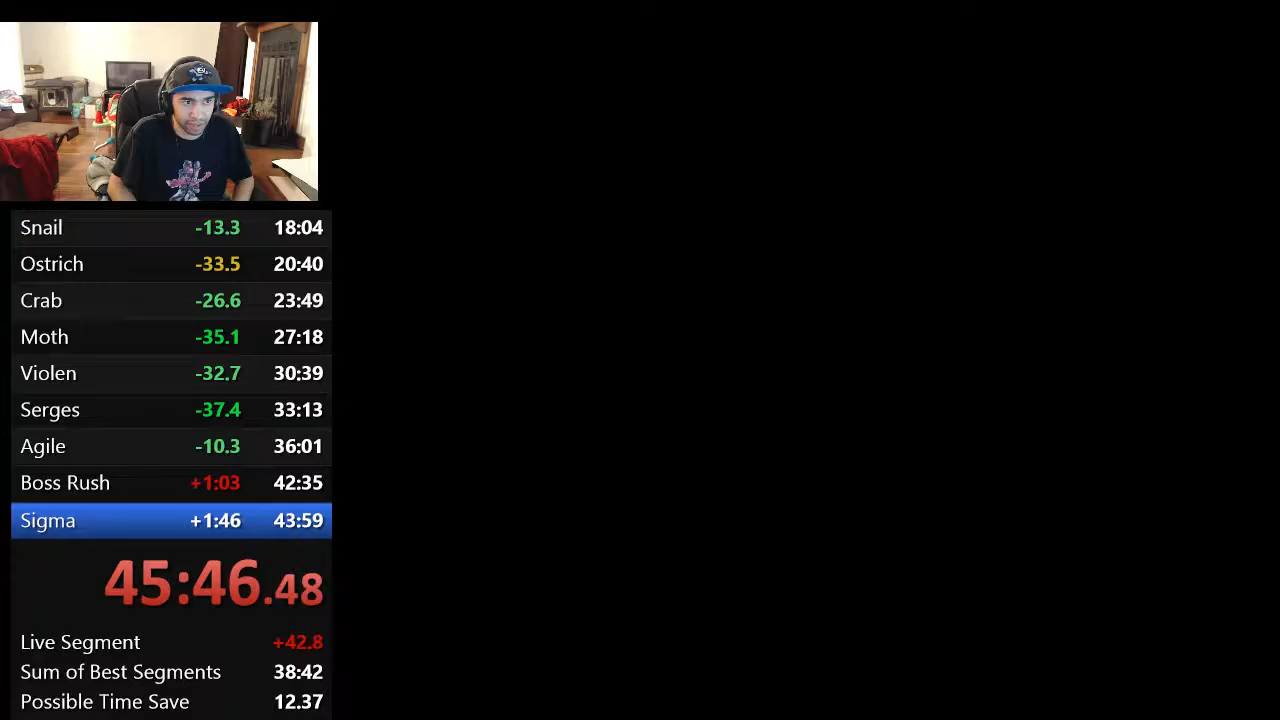 Snail -13.3 18:04
Ostrich -33.5 20:40
Crab -26.6 23:49
Moth -35.1 27:18
Violen -32.7 30:39
Serges -37.4 33:13
Agile -10.3 36:01
Boss Rush +1:03 42:35
Sigma +1:46 43:59
45:46.48
Live Segment +42.8
Sum of Best Segments 38:42
Possible Time Save 12.37